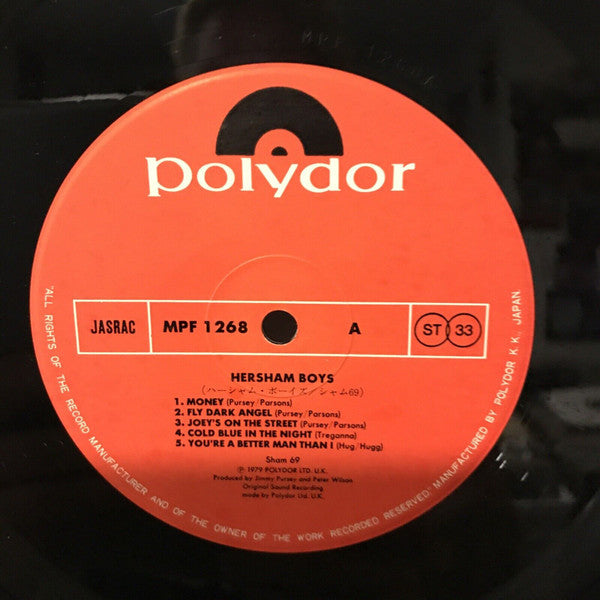 MPF 1268
polydor
JASRAC
MPF 1268
A
ST 33
HERSHAM BOYS
(ハーシャム・ボーイズ/シャム69)
1. MONEY (Pursey/Parsons)
2. FLY DARK ANGEL (Pursey/Parsons)
3. JOEY'S ON THE STREET (Pursey/Parsons)
4. COLD BLUE IN THE NIGHT (Treganna)
5. YOU'RE A BETTER MAN THAN I (Hug/Hugg)
Sham 69
Ⓟ 1979 POLYDOR LTD. U.K.
Produced by Jimmy Pursey and Peter Wilson
Original Sound Recording
made by Polydor Ltd. U.K.
"ALL RIGHTS OF THE RECORD MANUFACTURER AND OF THE OWNER OF THE WORK RECORDED RESERVED." MANUFACTURED BY POLYDOR K.K., JAPAN.